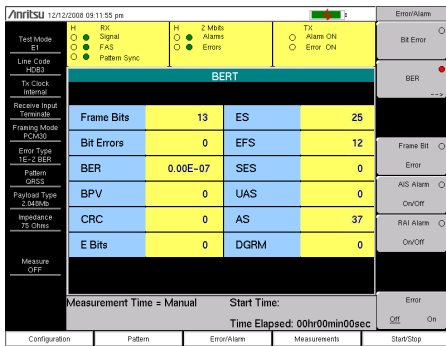 Anritsu 12/12/2008 09:11:55 pm
Error/Alarm
Test Mode
E1
Line Code
HDB3
Tx Clock
Internal
Receive Input
Terminate
Framing Mode
PCM30
Error Type
1E-2 BER
Pattern
QRSS
Payload Type
2.048Mb
Impedance
75 Ohms
Measure
OFF
H RX
Signal
FAS
Pattern Sync
H 2 Mbits
Alarms
Errors
TX
Alarm ON
Error ON
BERT
Frame Bits 13 ES 25
Bit Errors 0 EFS 12
BER 0.00E-07 SES 0
BPV 0 UAS 0
CRC 0 AS 37
E Bits 0 DGRM 0
Measurement Time = Manual Start Time:
Time Elapsed: 00hr00min00sec
Bit Error
BER
-->
Frame Bit
Error
AIS Alarm
On/Off
RAI Alarm
On/Off
Error
Off On
Configuration Pattern Error/Alarm Measurements Start/Stop